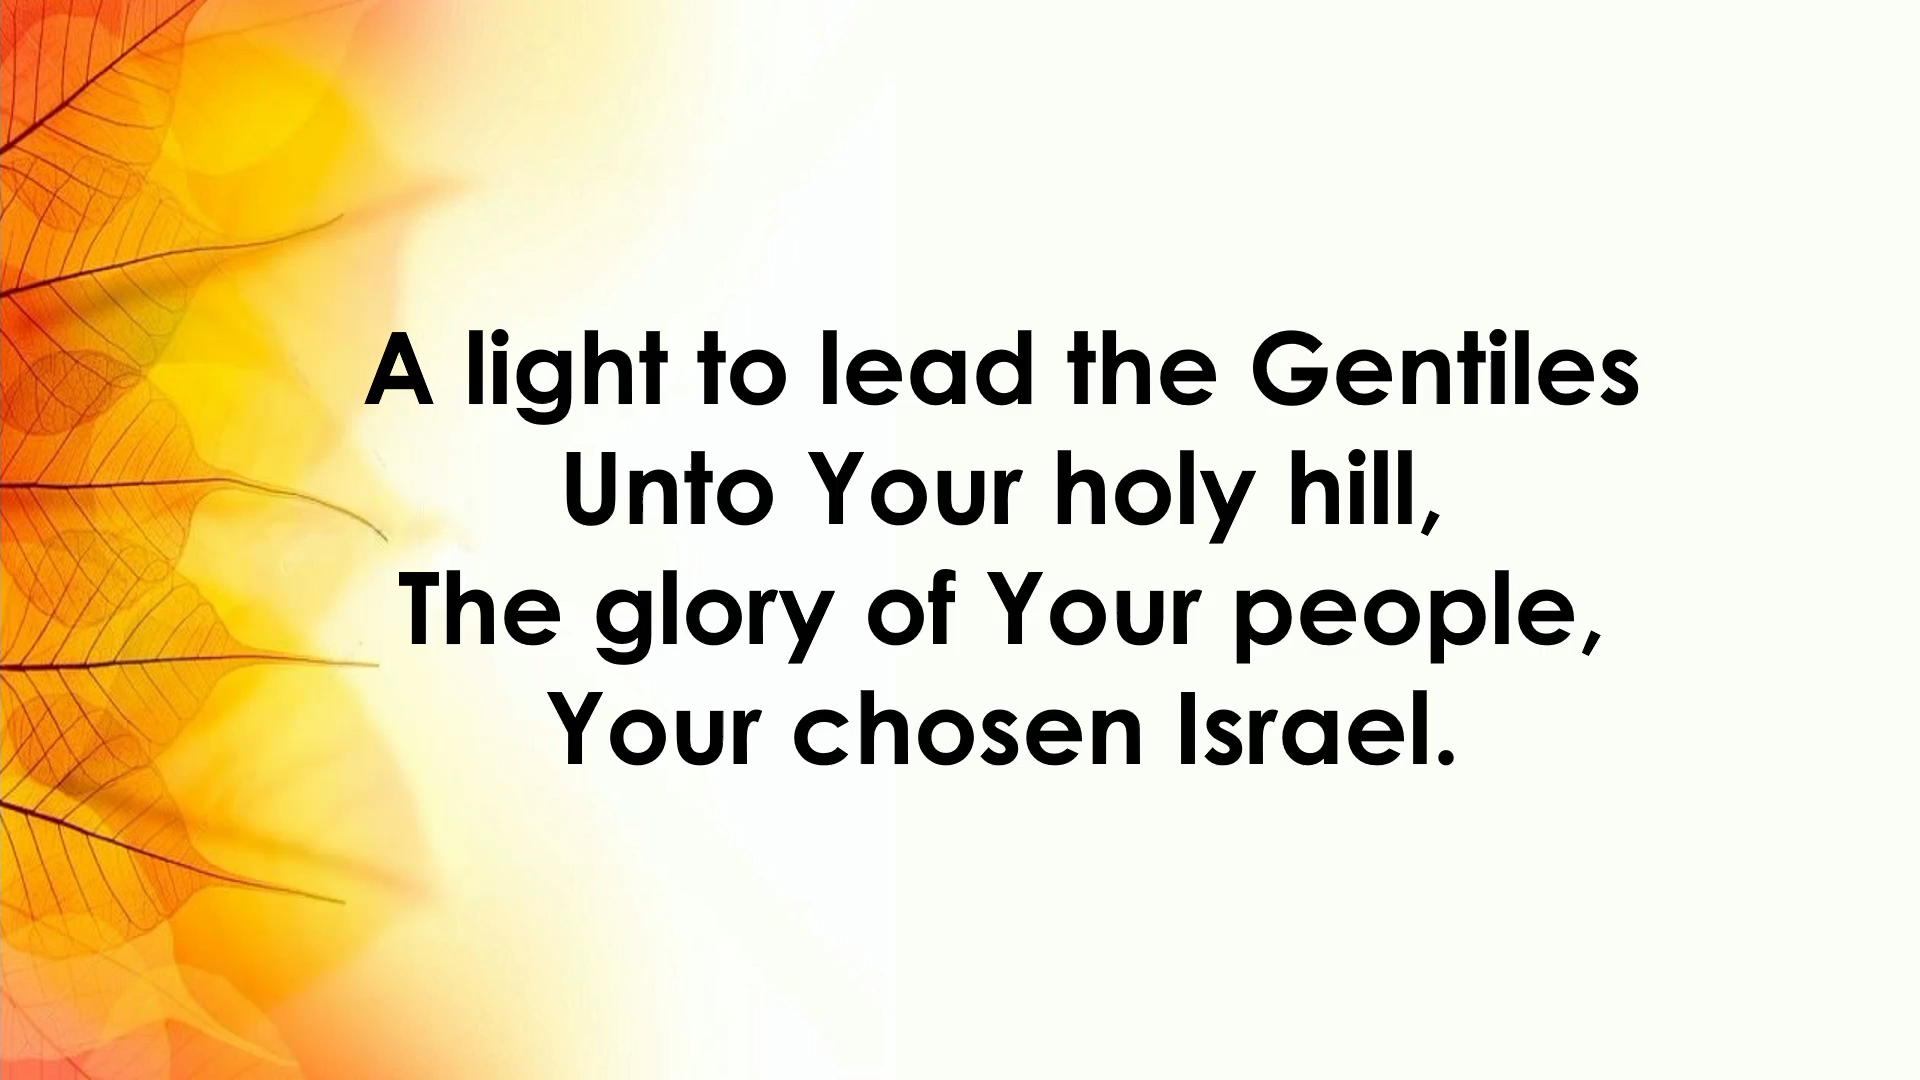 A light to lead the Gentiles
Unto Your holy hill,
The glory of Your people,
Your chosen Israel.